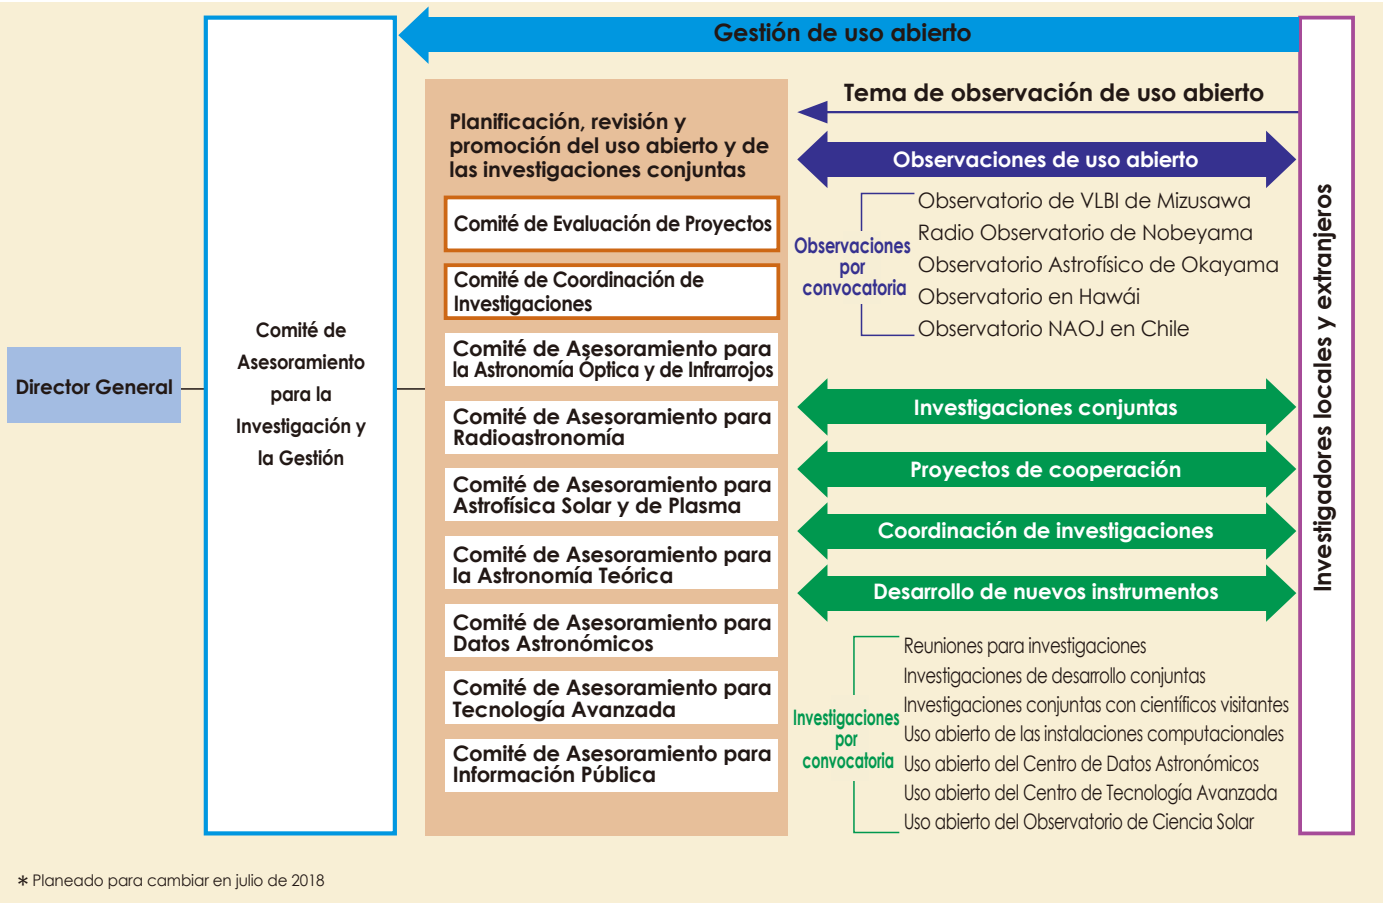 Gestión de uso abierto
Director General
Comité de
Asesoramiento
para la
Investigación y
la Gestión
Planificación, revisión y
promoción del uso abierto y de
las investigaciones conjuntas
Comité de Evaluación de Proyectos
Comité de Coordinación de
Investigaciones
Comité de Asesoramiento para
la Astronomía Óptica y de Infrarrojos
Comité de Asesoramiento para
Radioastronomía
Comité de Asesoramiento para
Astrofísica Solar y de Plasma
Comité de Asesoramiento para
la Astronomía Teórica
Comité de Asesoramiento para
Datos Astronómicos
Comité de Asesoramiento para
Tecnología Avanzada
Comité de Asesoramiento para
Información Pública
Tema de observación de uso abierto
Observaciones de uso abierto
Observaciones
por
convocatoria
Observatorio de VLBI de Mizusawa
Radio Observatorio de Nobeyama
Observatorio Astrofísico de Okayama
Observatorio en Hawái
Observatorio NAOJ en Chile
Investigaciones conjuntas
Proyectos de cooperación
Coordinación de investigaciones
Desarrollo de nuevos instrumentos
Investigaciones
por
convocatoria
Reuniones para investigaciones
Investigaciones de desarrollo conjuntas
Investigaciones conjuntas con científicos visitantes
Uso abierto de las instalaciones computacionales
Uso abierto del Centro de Datos Astronómicos
Uso abierto del Centro de Tecnología Avanzada
Uso abierto del Observatorio de Ciencia Solar
Investigadores locales y extranjeros
* Planeado para cambiar en julio de 2018